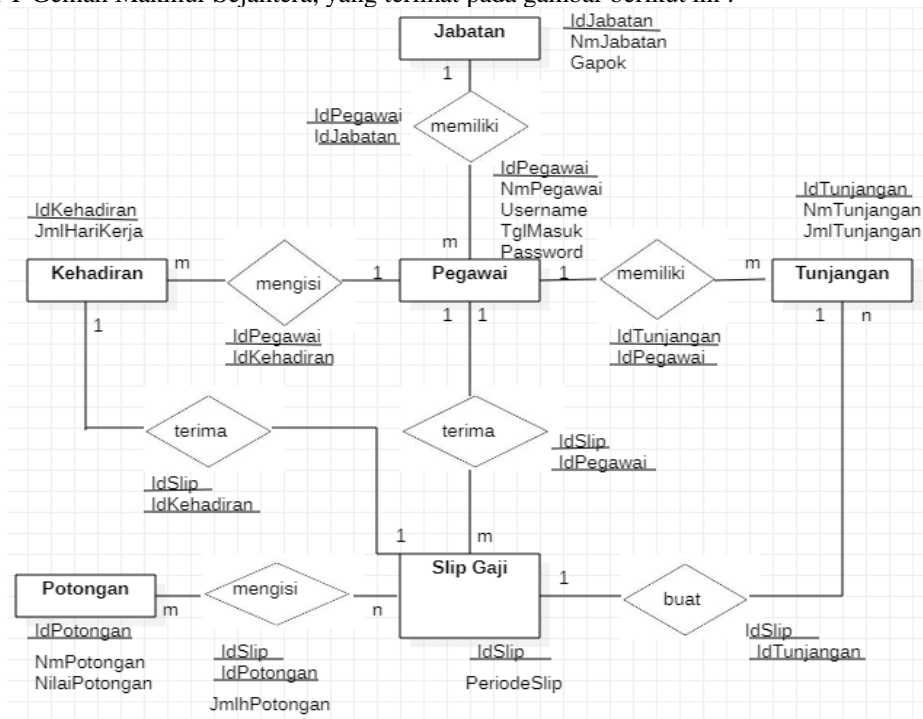 Gemah Makmur Sejahtera, yang terlihat pada gambar berikut ini :
Jabatan
IdJabatan
NmJabatan
Gapok
1
IdPegawai
IdJabatan
memiliki
IdPegawai
NmPegawai
Username
TglMasuk
Password
IdTunjangan
NmTunjangan
JmlTunjangan
IdKehadiran
JmlHariKerja
m
Kehadiran
m
mengisi
1
Pegawai
1
memiliki
m
Tunjangan
1
IdPegawai
IdKehadiran
1 1
IdTunjangan
IdPegawai
1 n
terima
IdSlip
IdKehadiran
terima
IdSlip
IdPegawai
1
m
Potongan
m
mengisi
n
Slip Gaji
1
buat
IdPotongan
NmPotongan
NilaiPotongan
IdSlip
IdPotongan
JmlhPotongan
IdSlip
PeriodeSlip
IdSlip
IdTunjangan